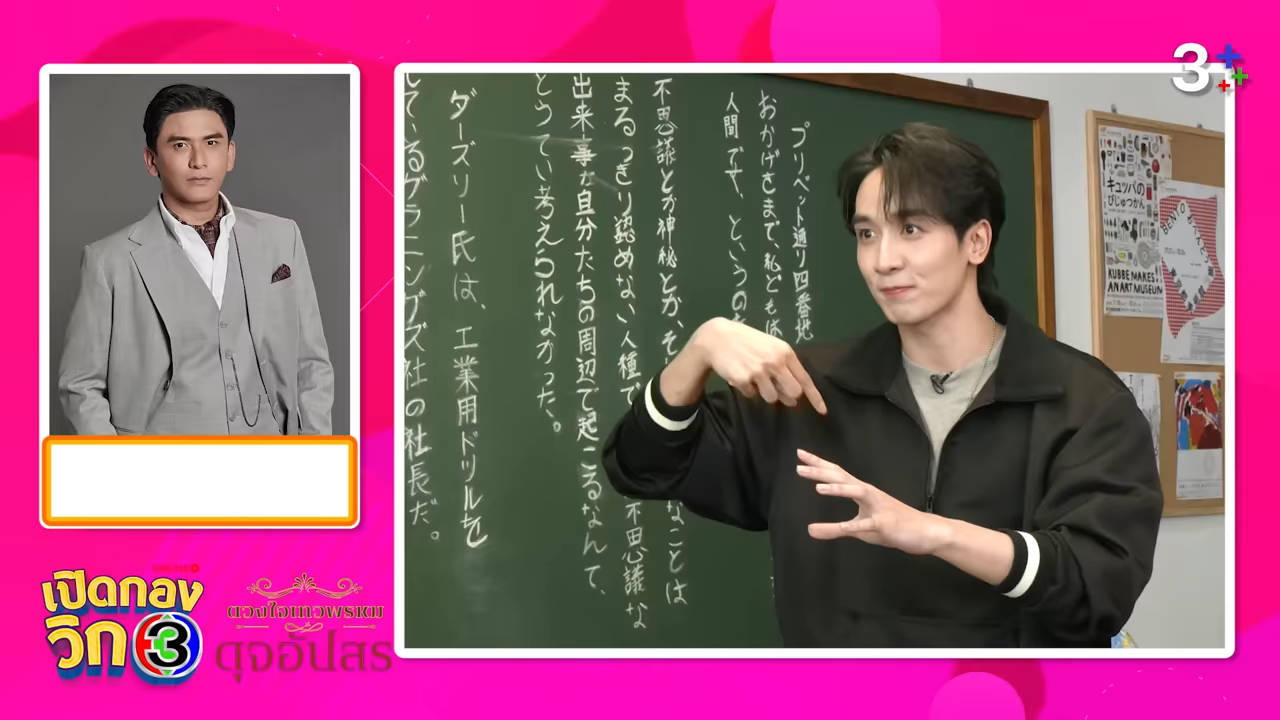 3+
プリベット通り四番地
おかげさまで、私どもは
人間です、というの
不思議とか神秘とか、そ なことは
まるっきり認めない人種で 不思議な
出来事が自分たちの周辺で起こるなんて、
とうてい考えられなかった。
ダーズリー氏は、工業用ドリルを
しているグラニングズ社の社長だ。
キュッパの
びじゅつかん
KUBBE MAKES
AN ART MUSEUM
BENTO
เปิดกอง
วิก 3
ดวงใจเทวพรหม
ดุจอัปสร